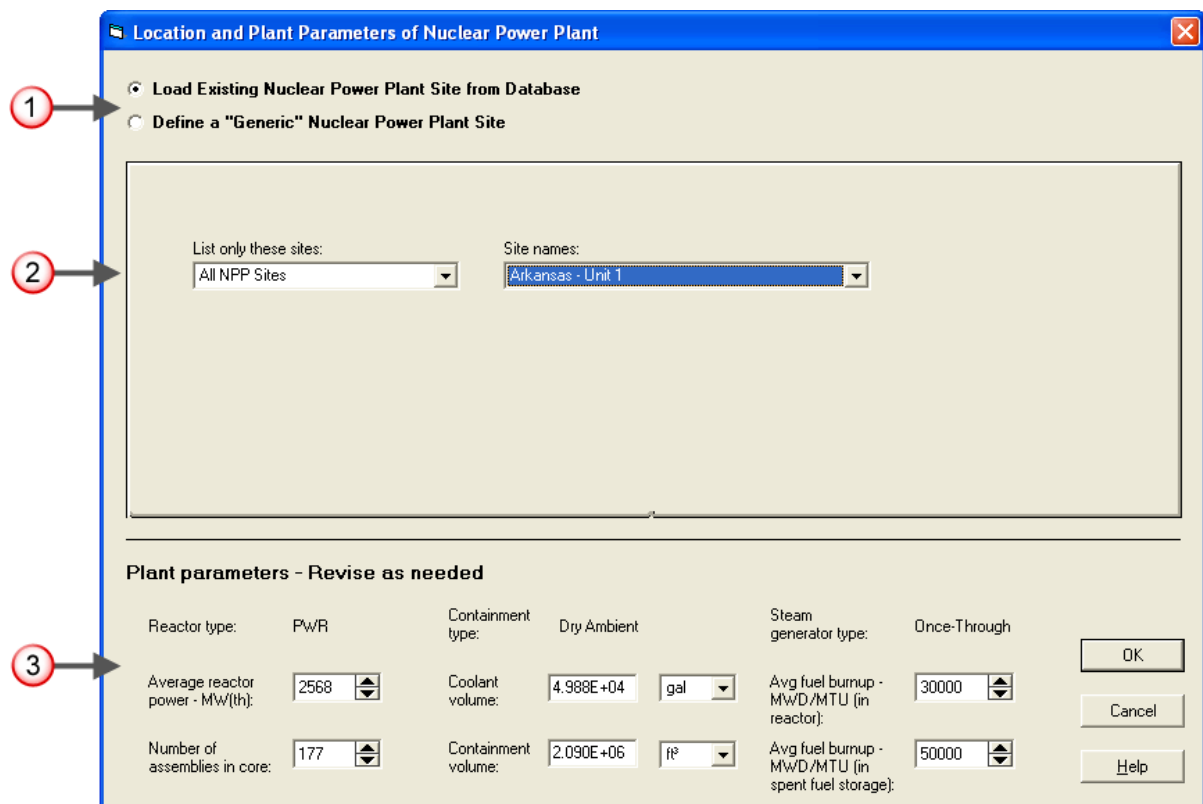 Location and Plant Parameters of Nuclear Power Plant
1
Load Existing Nuclear Power Plant Site from Database
Define a "Generic" Nuclear Power Plant Site
2
List only these sites:
Site names:
All NPP Sites
Arkansas - Unit 1
Plant parameters - Revise as needed
3
Reactor type:
PWR
Containment
type:
Dry Ambient
Steam
generator type:
Once-Through
OK
Average reactor
power - MW(th):
2568
Coolant
volume:
4.988E+04
gal
Avg fuel burnup -
MWD/MTU (in
reactor):
30000
Cancel
Number of
assemblies in core:
177
Containment
volume:
2.090E+06
ft³
Avg fuel burnup -
MWD/MTU (in
spent fuel storage):
50000
Help